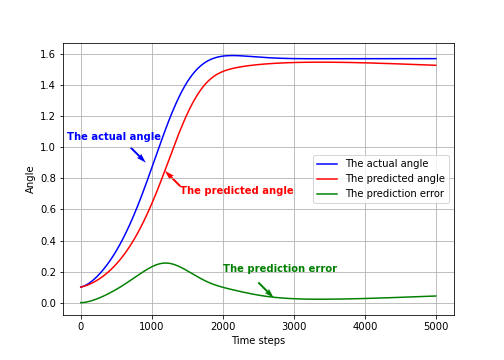 1.6
1.4
1.2
1.0
0.8
0.6
0.4
0.2
0.0
Angle
The actual angle
The predicted angle
The prediction error
The actual angle
The predicted angle
The prediction error
0 1000 2000 3000 4000 5000
Time steps